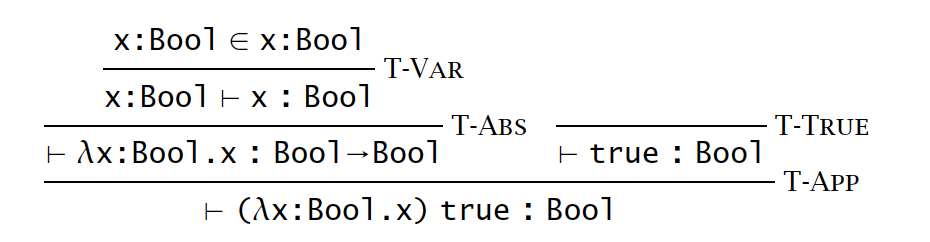 x:Bool ∈ x:Bool
T-VAR
x:Bool ⊢ x : Bool
T-ABS
T-TRUE
⊢ λx:Bool.x : Bool→Bool
⊢ true : Bool
T-APP
⊢ (λx:Bool.x) true : Bool